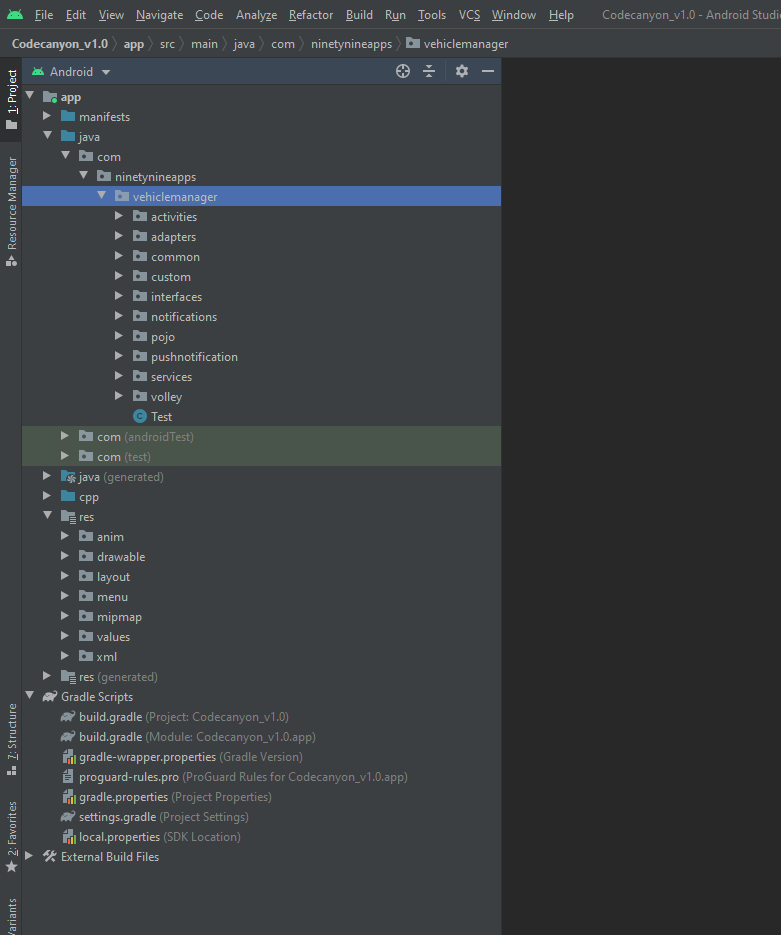 File Edit View Navigate Code Analyze Refactor Build Run Tools VCS Window Help Codecanyon_v1.0 - Android Studio
Codecanyon_v1.0 app src main java com ninetynineapps vehiclemanager
Android
1: Project
Resource Manager
7: Structure
2: Favorites
app
manifests
java
com
ninetynineapps
vehiclemanager
activities
adapters
common
custom
interfaces
notifications
pojo
pushnotification
services
volley
C Test
com (androidTest)
com (test)
java (generated)
cpp
res
anim
drawable
layout
menu
mipmap
values
xml
res (generated)
Gradle Scripts
build.gradle (Project: Codecanyon_v1.0)
build.gradle (Module: Codecanyon_v1.0.app)
gradle-wrapper.properties (Gradle Version)
proguard-rules.pro (ProGuard Rules for Codecanyon_v1.0.app)
gradle.properties (Project Properties)
settings.gradle (Project Settings)
local.properties (SDK Location)
External Build Files